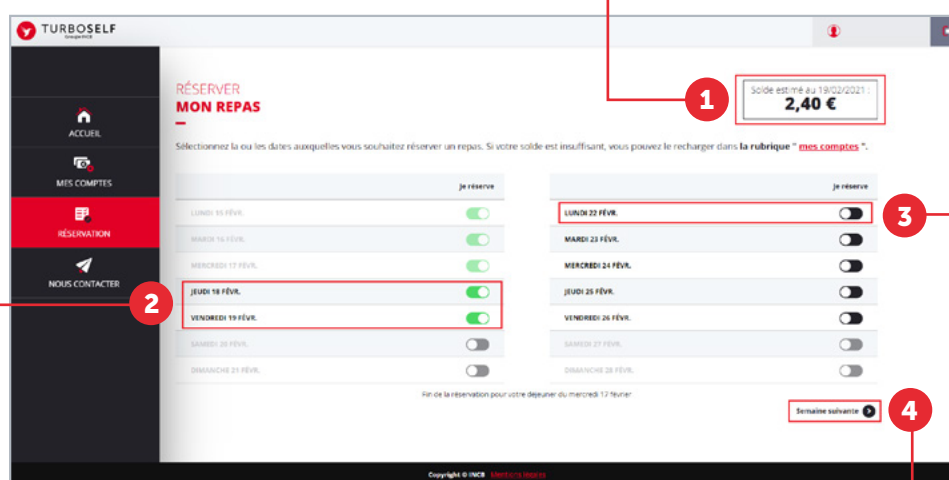 TURBOSELF
Groupe INCB
ACCUEIL
MES COMPTES
RÉSERVATION
NOUS CONTACTER
RÉSERVER
MON REPAS
1
Solde estimé au 19/02/2021 :
2,40 €
Sélectionnez la ou les dates auxquelles vous souhaitez réserver un repas. Si votre solde est insuffisant, vous pouvez le recharger dans la rubrique " mes comptes ".
Je réserve
LUNDI 15 FÉVR.
MARDI 16 FÉVR.
MERCREDI 17 FÉVR.
2
JEUDI 18 FÉVR.
VENDREDI 19 FÉVR.
SAMEDI 20 FÉVR.
DIMANCHE 21 FÉVR.
Je réserve
LUNDI 22 FÉVR.
3
MARDI 23 FÉVR.
MERCREDI 24 FÉVR.
JEUDI 25 FÉVR.
VENDREDI 26 FÉVR.
SAMEDI 27 FÉVR.
DIMANCHE 28 FÉVR.
Fin de la réservation pour votre déjeuner du mercredi 17 février
Semaine suivante
4
Copyright © INCB Mentions légales